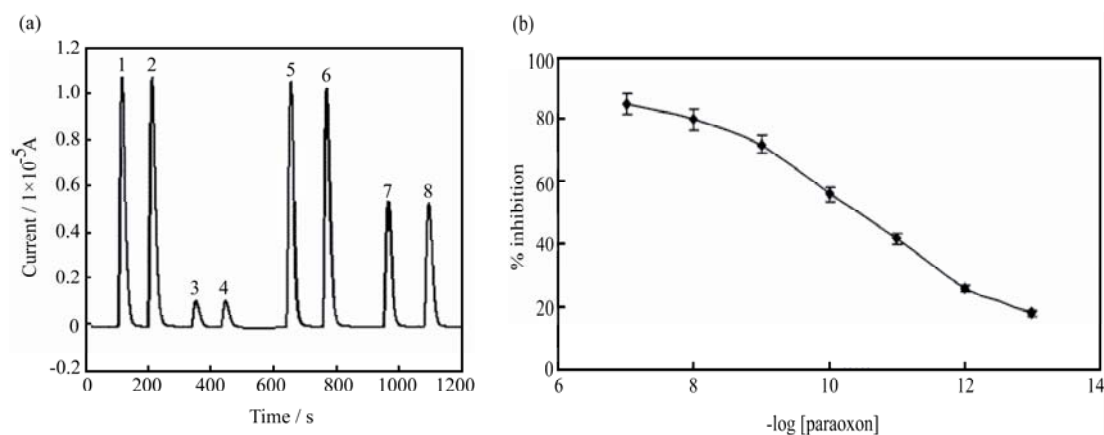 (a)
1.2
1.0
0.8
0.6
0.4
0.2
0
-0.2
Current / 1×10⁻⁵A
1 2 3 4 5 6 7 8
0 200 400 600 800 1000 1200
Time / s
(b)
100
80
60
40
20
0
% inhibition
6 8 10 12 14
-log [paraoxon]